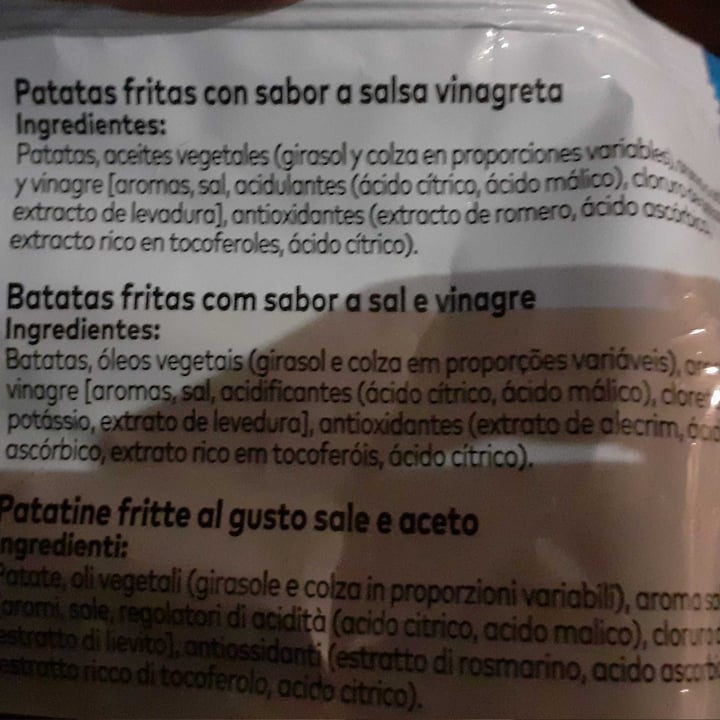 Patatas fritas con sabor a salsa vinagreta
Ingredientes:
Patatas, aceites vegetales (girasol y colza en proporciones variables),
y vinagre [aromas, sal, acidulantes (ácido cítrico, ácido málico), cloruro
extracto de levadura], antioxidantes (extracto de romero, ácido ascórbico,
extracto rico en tocoferoles, ácido cítrico).
Batatas fritas com sabor a sal e vinagre
Ingredientes:
Batatas, óleos vegetais (girasol e colza em proporções variáveis),
vinagre [aromas, sal, acidificantes (ácido cítrico, ácido málico),
potássio, extrato de levedura], antioxidantes (extrato de alecrim,
ascórbico, extrato rico em tocoferóis, ácido cítrico).
Patatine fritte al gusto sale e aceto
ngredienti:
Patate, oli vegetali (girasole e colza in proporzioni variabili), aroma
aromi, sale, regolatori di acidità (acido citrico, acido malico),
estratto di lievito], antiossidanti (estratto di rosmarino, acido
estratto ricco di tocoferolo, acido citrico).